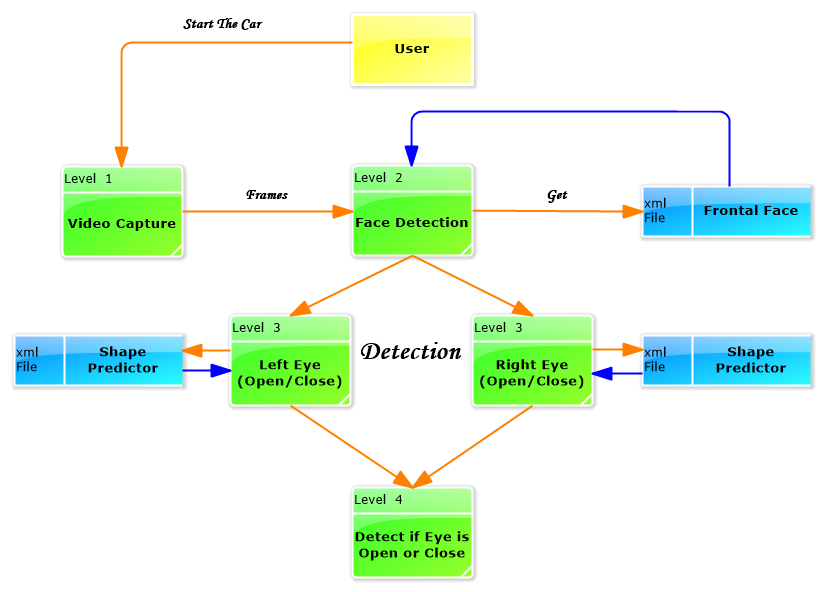 Start The Car
User
Level 1
Video Capture
Frames
Level 2
Face Detection
Get
xml
File
Frontal Face
xml
File
Shape
Predictor
Level 3
Left Eye
(Open/Close)
Detection
Level 3
Right Eye
(Open/Close)
xml
File
Shape
Predictor
Level 4
Detect if Eye is
Open or Close